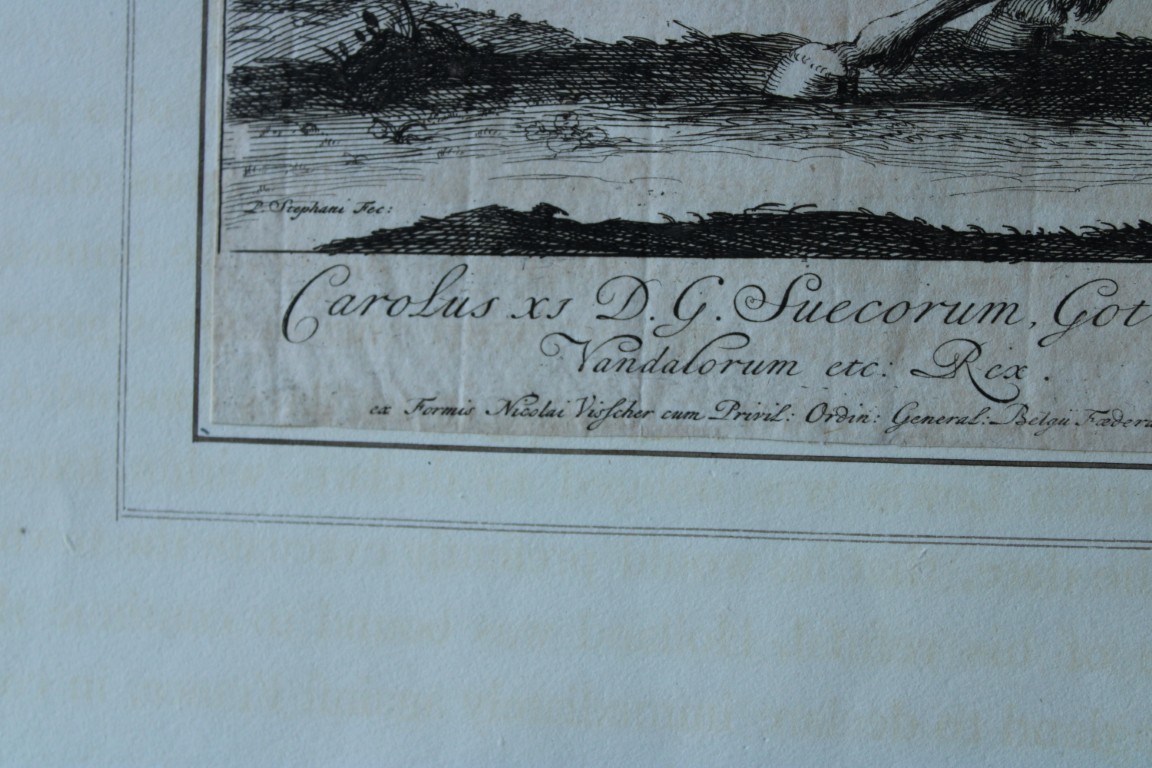 P. Stephani Fec:
Carolus XI D. G. Suecorum, Got
Vandalorum etc: Rex.
ex Formis Nicolai Visscher cum Privil: Ordin: General: Belgii Fœdera